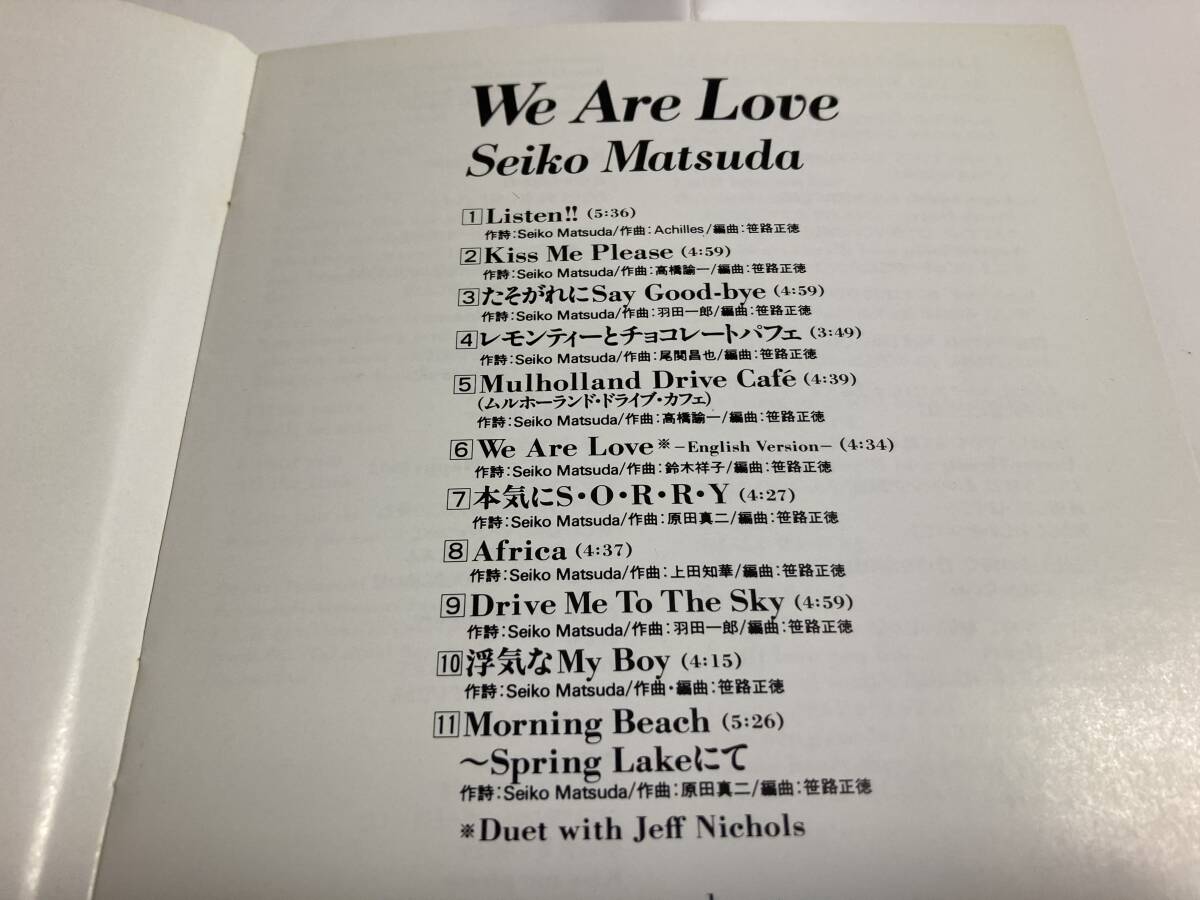 We Are Love
Seiko Matsuda
1 Listen!! (5:36)
作詩:Seiko Matsuda/作曲:Achilles/編曲:笹路正徳
2 Kiss Me Please (4:59)
作詩:Seiko Matsuda/作曲:高橋諭一/編曲:笹路正徳
3 たそがれにSay Good-bye (4:59)
作詩:Seiko Matsuda/作曲:羽田一郎/編曲:笹路正徳
4 レモンティーとチョコレートパフェ (3:49)
作詩:Seiko Matsuda/作曲:尾関昌也/編曲:笹路正徳
5 Mulholland Drive Café (4:39)
(ムルホーランド・ドライブ・カフェ)
作詩:Seiko Matsuda/作曲:高橋諭一/編曲:笹路正徳
6 We Are Love※ –English Version– (4:34)
作詩:Seiko Matsuda/作曲:鈴木祥子/編曲:笹路正徳
7 本気にS・O・R・R・Y (4:27)
作詩:Seiko Matsuda/作曲:原田真二/編曲:笹路正徳
8 Africa (4:37)
作詩:Seiko Matsuda/作曲:上田知華/編曲:笹路正徳
9 Drive Me To The Sky (4:59)
作詩:Seiko Matsuda/作曲:羽田一郎/編曲:笹路正徳
10 浮気なMy Boy (4:15)
作詩:Seiko Matsuda/作曲・編曲:笹路正徳
11 Morning Beach (5:26)
～Spring Lakeにて
作詩:Seiko Matsuda/作曲:原田真二/編曲:笹路正徳
※Duet with Jeff Nichols